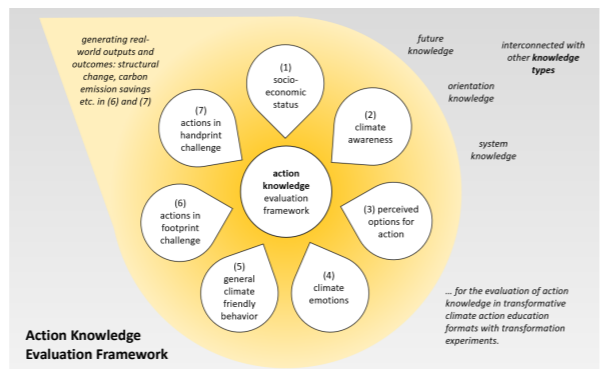 generating real-
world outputs and
outcomes: structural
change, carbon
emission savings
etc. in (6) and (7)
future
knowledge
interconnected with
other knowledge
types
orientation
knowledge
system
knowledge
(1)
socio-
economic
status
(2)
climate
awareness
(3) perceived
options for
action
(4)
climate
emotions
(5)
general
climate
friendly
behavior
(6)
actions in
footprint
challenge
(7)
actions in
handprint
challenge
action
knowledge
evaluation
framework
... for the evaluation of action
knowledge in transformative
climate action education
formats with transformation
experiments.
Action Knowledge
Evaluation Framework